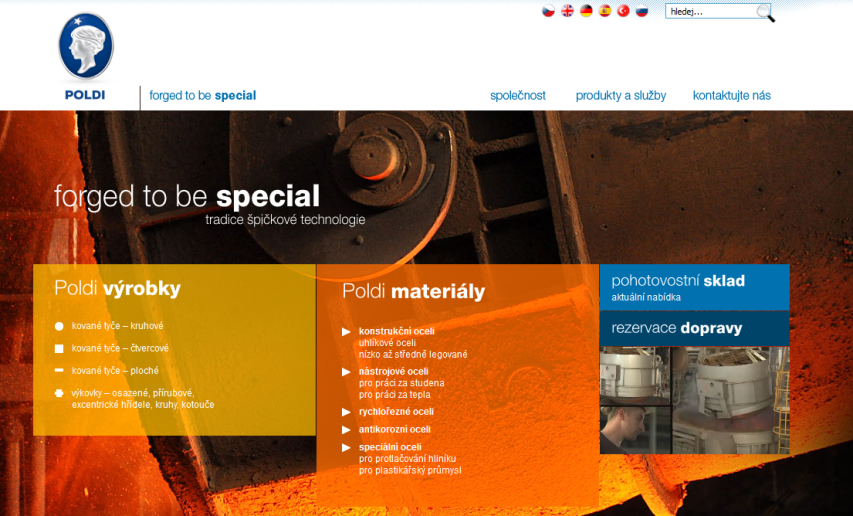 hledej...
POLDI
forged to be special
společnost
produkty a služby
kontaktujte nás
forged to be special
tradice špičkové technologie
Poldi výrobky
kované tyče – kruhové
kované tyče – čtvercové
kované tyče – ploché
výkovky – osazené, přírubové,
excentrické hřídele, kruhy, kotouče
Poldi materiály
konstrukční oceli
uhlíkové oceli
nízko až středně legované
nástrojové oceli
pro práci za studena
pro práci za tepla
rychlořezné oceli
antikorozní oceli
speciální oceli
pro protlačování hliníku
pro plastikářský průmysl
pohotovostní sklad
aktuální nabídka
rezervace dopravy